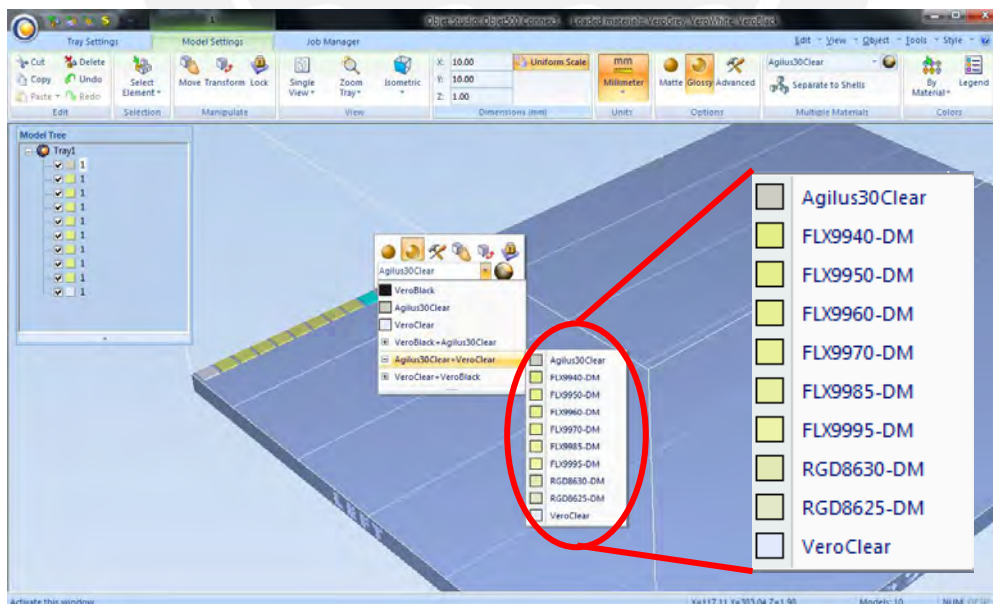 1
Objet Studio Objet500 Connex3 - Loaded materials: VeroGrey, VeroWhite, VeroBlack
Tray Settings Model Settings Job Manager Edit View Object Tools Style
Cut Delete X: 10.00 Uniform Scale mm Agilus30Clear
Copy Undo Select Element Move Transform Lock Single View Zoom Tray Isometric Y: 10.00 Millimeter Matte Glossy Advanced Separate to Shells By Material Legend
Paste Redo Z: 1.00
Edit Selection Manipulate View Dimensions (mm) Units Options Multiple Materials Colors
Model Tree
Tray1
1
1
1
1
1
1
1
1
1
1
Agilus30Clear
VeroBlack
Agilus30Clear
VeroClear
VeroBlack+Agilus30Clear
Agilus30Clear+VeroClear
VeroClear+VeroBlack
Agilus30Clear
FLX9940-DM
FLX9950-DM
FLX9960-DM
FLX9970-DM
FLX9985-DM
FLX9995-DM
RGD8630-DM
RGD8625-DM
VeroClear
Agilus30Clear
FLX9940-DM
FLX9950-DM
FLX9960-DM
FLX9970-DM
FLX9985-DM
FLX9995-DM
RGD8630-DM
RGD8625-DM
VeroClear
LEFT
Activate this window Models: 10 NUM